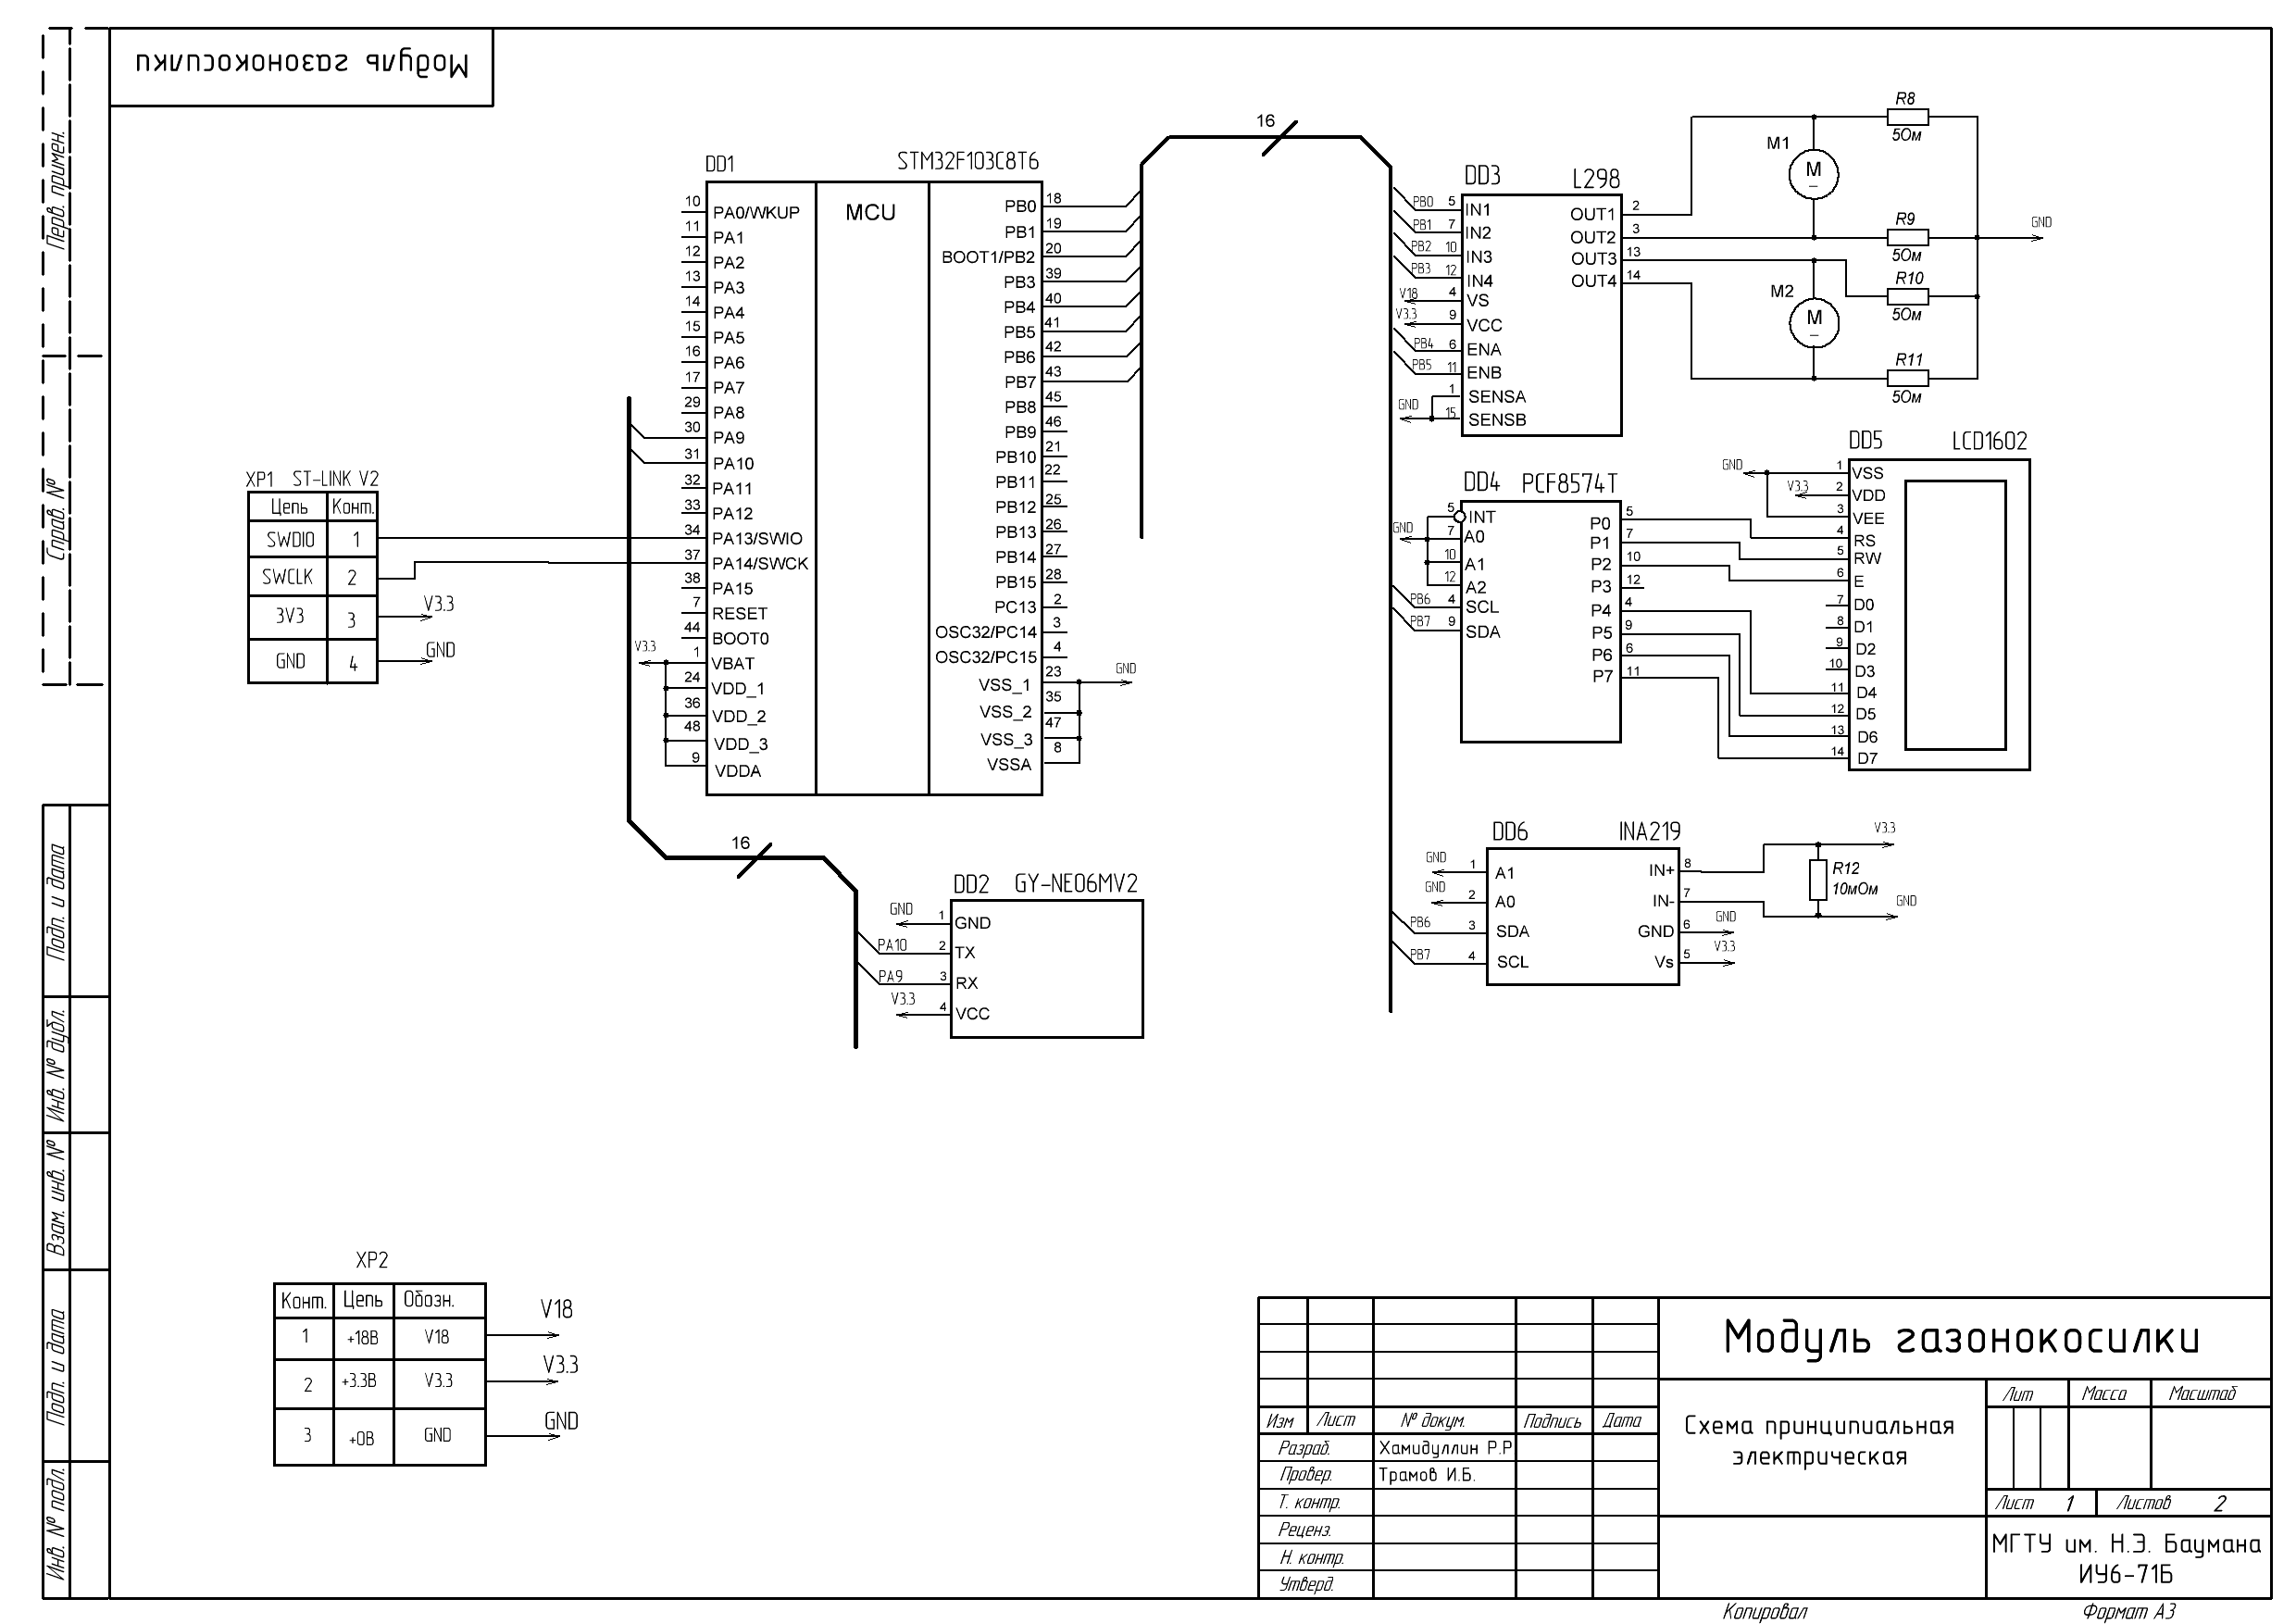 Модуль газонокосилки
Перв. примен.
Справ. №
Подп. и дата
Инв. № дубл.
Взам. инв. №
Подп. и дата
Инв. № подл.
XP1 ST-LINK V2
Цепь Конт.
SWDIO 1
SWCLK 2
3V3 3
GND 4
V3.3
GND
DD1 STM32F103C8T6
MCU
10 PA0/WKUP
11 PA1
12 PA2
13 PA3
14 PA4
15 PA5
16 PA6
17 PA7
29 PA8
30 PA9
31 PA10
32 PA11
33 PA12
34 PA13/SWIO
37 PA14/SWCK
38 PA15
7 RESET
44 BOOT0
V3.3 1 VBAT
24 VDD_1
36 VDD_2
48 VDD_3
9 VDDA
PB0 18
PB1 19
BOOT1/PB2 20
PB3 39
PB4 40
PB5 41
PB6 42
PB7 43
PB8 45
PB9 46
PB10 21
PB11 22
PB12 25
PB13 26
PB14 27
PB15 28
PC13 2
OSC32/PC14 3
OSC32/PC15 4
VSS_1 23 GND
VSS_2 35
VSS_3 47
VSSA 8
16
16
DD2 GY-NEO6MV2
GND 1 GND
PA10 2 TX
PA9 3 RX
V3.3 4 VCC
DD3 L298
PB0 5 IN1
PB1 7 IN2
PB2 10 IN3
PB3 12 IN4
V18 4 VS
V3.3 9 VCC
PB4 6 ENA
PB5 11 ENB
1 SENSA
GND 15 SENSB
OUT1 2
OUT2 3
OUT3 13
OUT4 14
M1
M
M2
M
R8
5Ом
R9
5Ом
R10
5Ом
R11
5Ом
GND
DD4 PCF8574T
5 INT
GND 7 A0
10 A1
12 A2
PB6 4 SCL
PB7 9 SDA
P0 5
P1 7
P2 10
P3 12
P4 4
P5 9
P6 6
P7 11
DD5 LCD1602
GND 1 VSS
V3.3 2 VDD
3 VEE
4 RS
5 RW
6 E
7 D0
8 D1
9 D2
10 D3
11 D4
12 D5
13 D6
14 D7
DD6 INA219
GND 1 A1
GND 2 A0
PB6 3 SDA
PB7 4 SCL
IN+ 8
IN- 7
GND 6 GND
Vs 5 V3.3
V3.3
R12
10мОм
GND
XP2
Конт. Цепь Обозн.
1 +18В V18
2 +3.3В V3.3
3 +0В GND
V18
V3.3
GND
Модуль газонокосилки
Схема принципиальная
электрическая
Лит Масса Масштаб
Лист 1 Листов 2
МГТУ им. Н.Э. Баумана
ИУ6-71Б
Изм Лист № докум. Подпись Дата
Разраб. Хамидуллин Р.Р
Провер. Трамов И.Б.
Т. контр.
Реценз.
Н. контр.
Утверд.
Копировал Формат А3